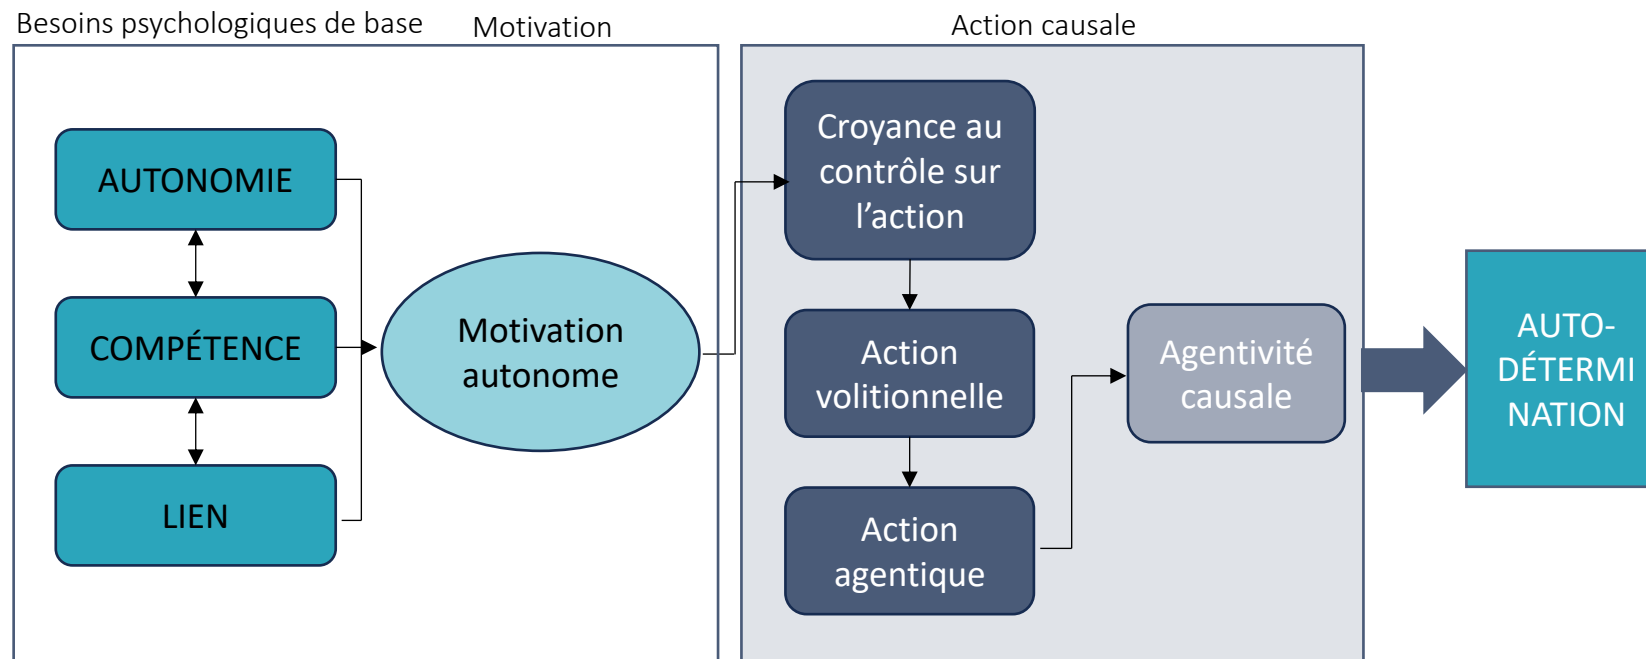 Besoins psychologiques de base
Motivation
Action causale
AUTONOMIE
COMPÉTENCE
LIEN
Motivation
autonome
Croyance au
contrôle sur
l’action
Action
volitionnelle
Action
agentique
Agentivité
causale
AUTO-
DÉTERMI
NATION